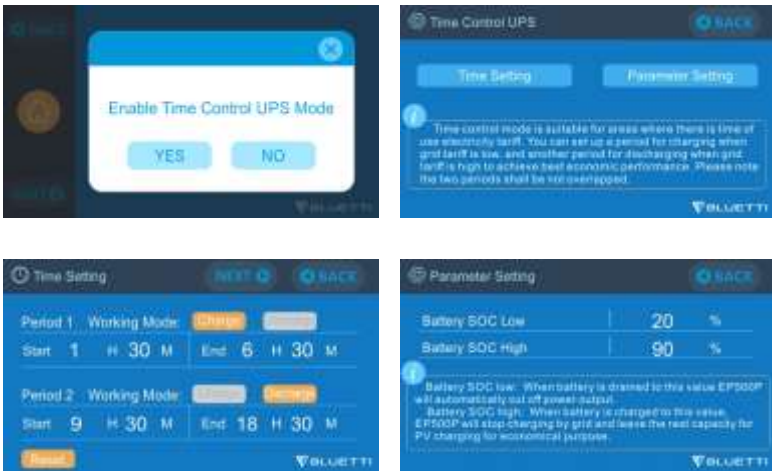 Enable Time Control UPS Mode
YES NO
BLUETTI
Time Control UPS BACK
Time Setting Parameter Setting
Time control mode is suitable for areas where there is time of
use electricity tariff. You can set up a period for charging when
grid tariff is low, and another period for discharging when grid
tariff is high to achieve best economic performance. Please note
the two periods shall be not overlapped.
BLUETTI
Time Setting NEXT BACK
Period 1 Working Mode: Charge
Start 1 H 30 M End 6 H 30 M
Period 2 Working Mode: Discharge
Start 9 H 30 M End 18 H 30 M
Reset
BLUETTI
Parameter Setting BACK
Battery SOC Low 20 %
Battery SOC High 90 %
Battery SOC low: When battery is drained to this value EP500P
will automatically cut off power output.
Battery SOC high: When battery is charged to this value,
EP500P will stop charging by grid and leave the rest capacity for
PV charging for economical purpose.
BLUETTI